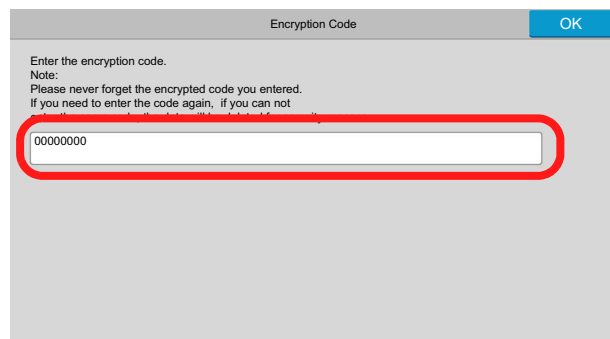 Encryption Code
OK
Enter the encryption code.
Note:
Please never forget the encrypted code you entered.
If you need to enter the code again, if you can not
00000000